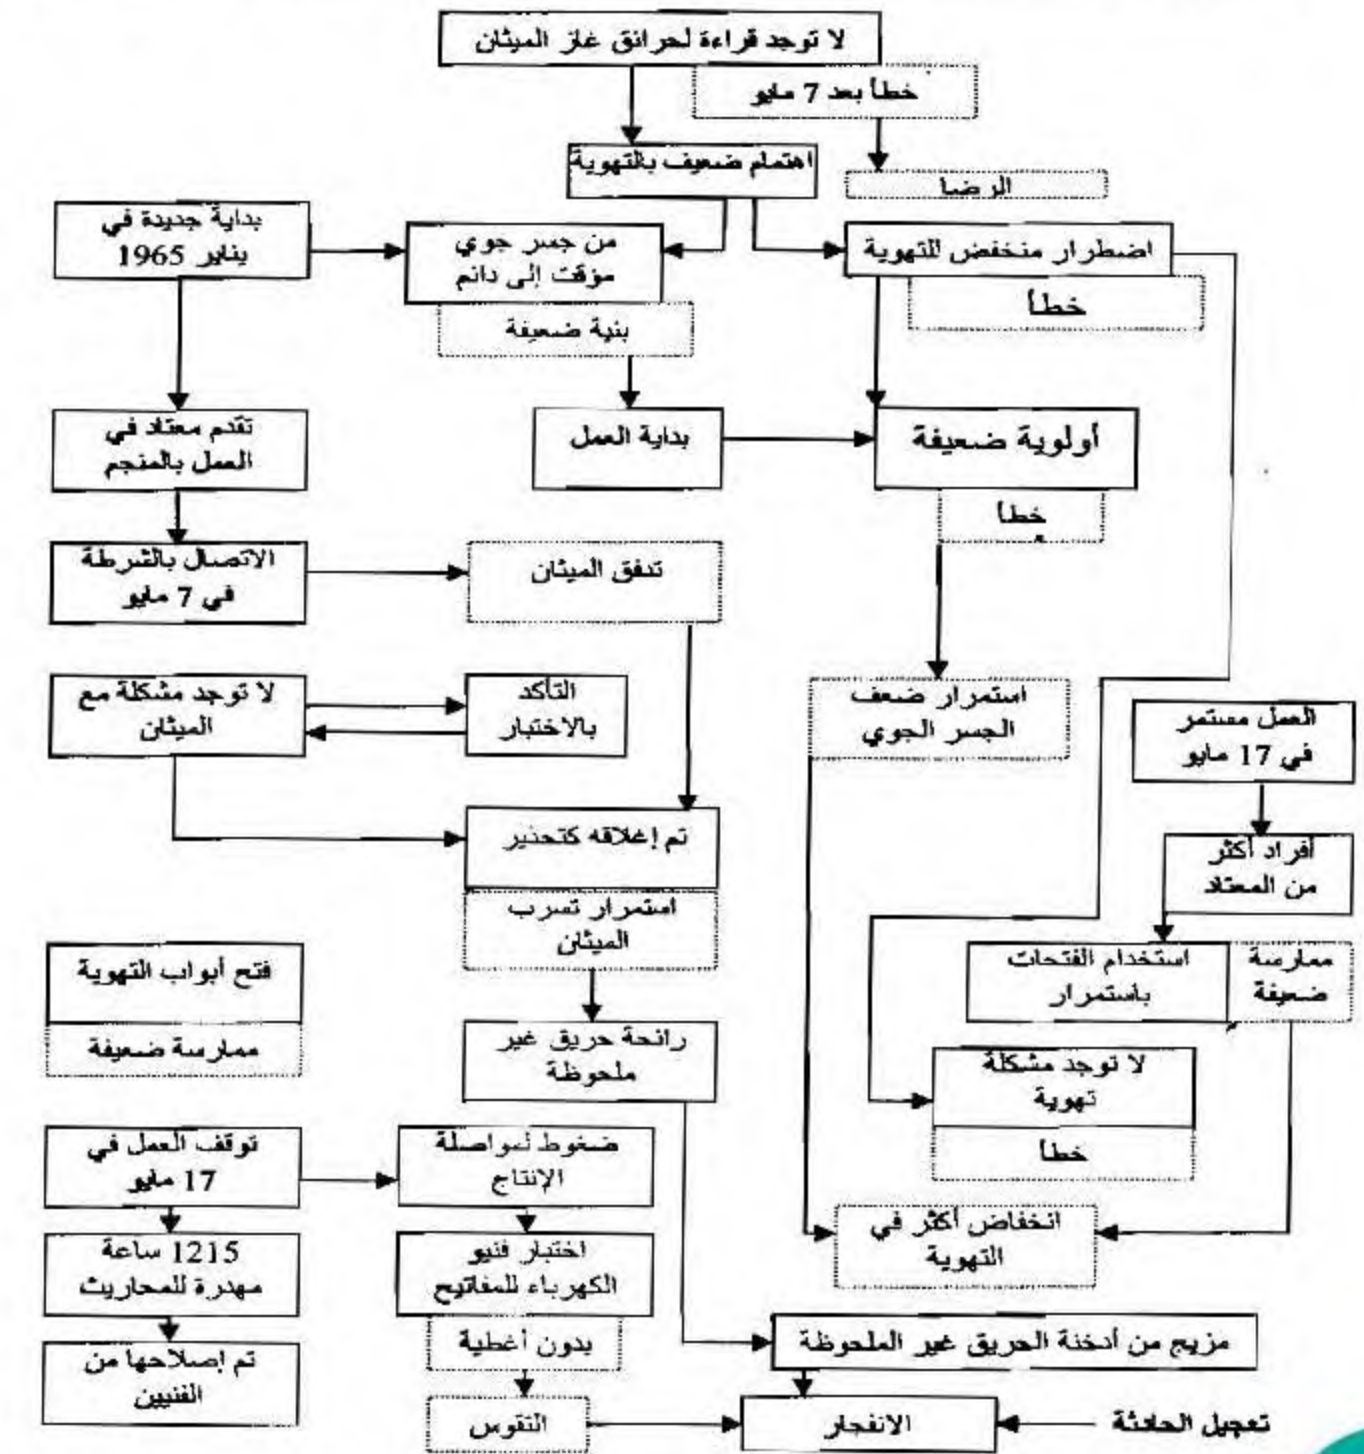 لا توجد قراءة لحرائق غاز الميثان
خطأ بعد 7 مايو
اهتمام ضعيف بالتهوية
الرضا
بداية جديدة في
يناير 1965
من جسر جوي
مؤقت إلى دائم
بنية ضعيفة
اضطرار منخفض للتهوية
خطأ
تقدم معتاد في
العمل بالمنجم
بداية العمل
أولوية ضعيفة
خطأ
الاتصال بالشرطة
في 7 مايو
تدفق الميثان
لا توجد مشكلة مع
الميثان
التأكد
بالاختبار
استمرار ضعف
الجسر الجوي
العمل مستمر
في 17 مايو
تم إغلاقه كتحذير
استمرار تسرب
الميثان
أفراد أكثر
من المعتاد
فتح أبواب التهوية
ممارسة ضعيفة
استخدام الفتحات
باستمرار
ممارسة
ضعيفة
رائحة حريق غير
ملحوظة
لا توجد مشكلة
تهوية
خطأ
توقف العمل في
17 مايو
ضغوط لمواصلة
الإنتاج
انخفاض أكثر في
التهوية
1215 ساعة
مهدرة للمحاريث
اختبار فنيو
الكهرباء للمفاتيح
بدون أغطية
تم إصلاحها من
الفنيين
مزيج من أدخنة الحريق غير الملحوظة
التقوس
الانفجار
تعجيل الحادثة